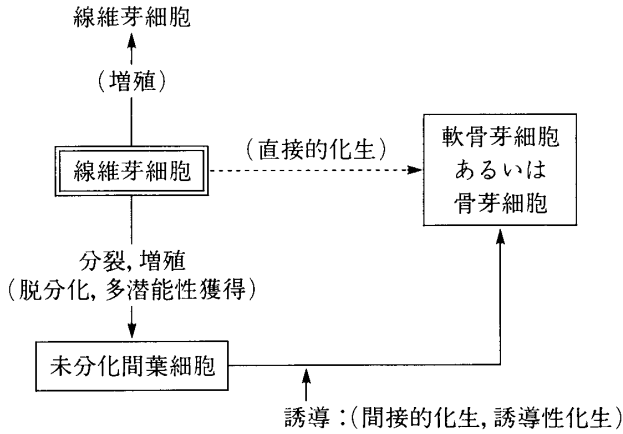 線維芽細胞
(増殖)
線維芽細胞
(直接的化生)
軟骨芽細胞
あるいは
骨芽細胞
分裂,増殖
(脱分化,多潜能性獲得)
未分化間葉細胞
誘導:(間接的化生,誘導性化生)